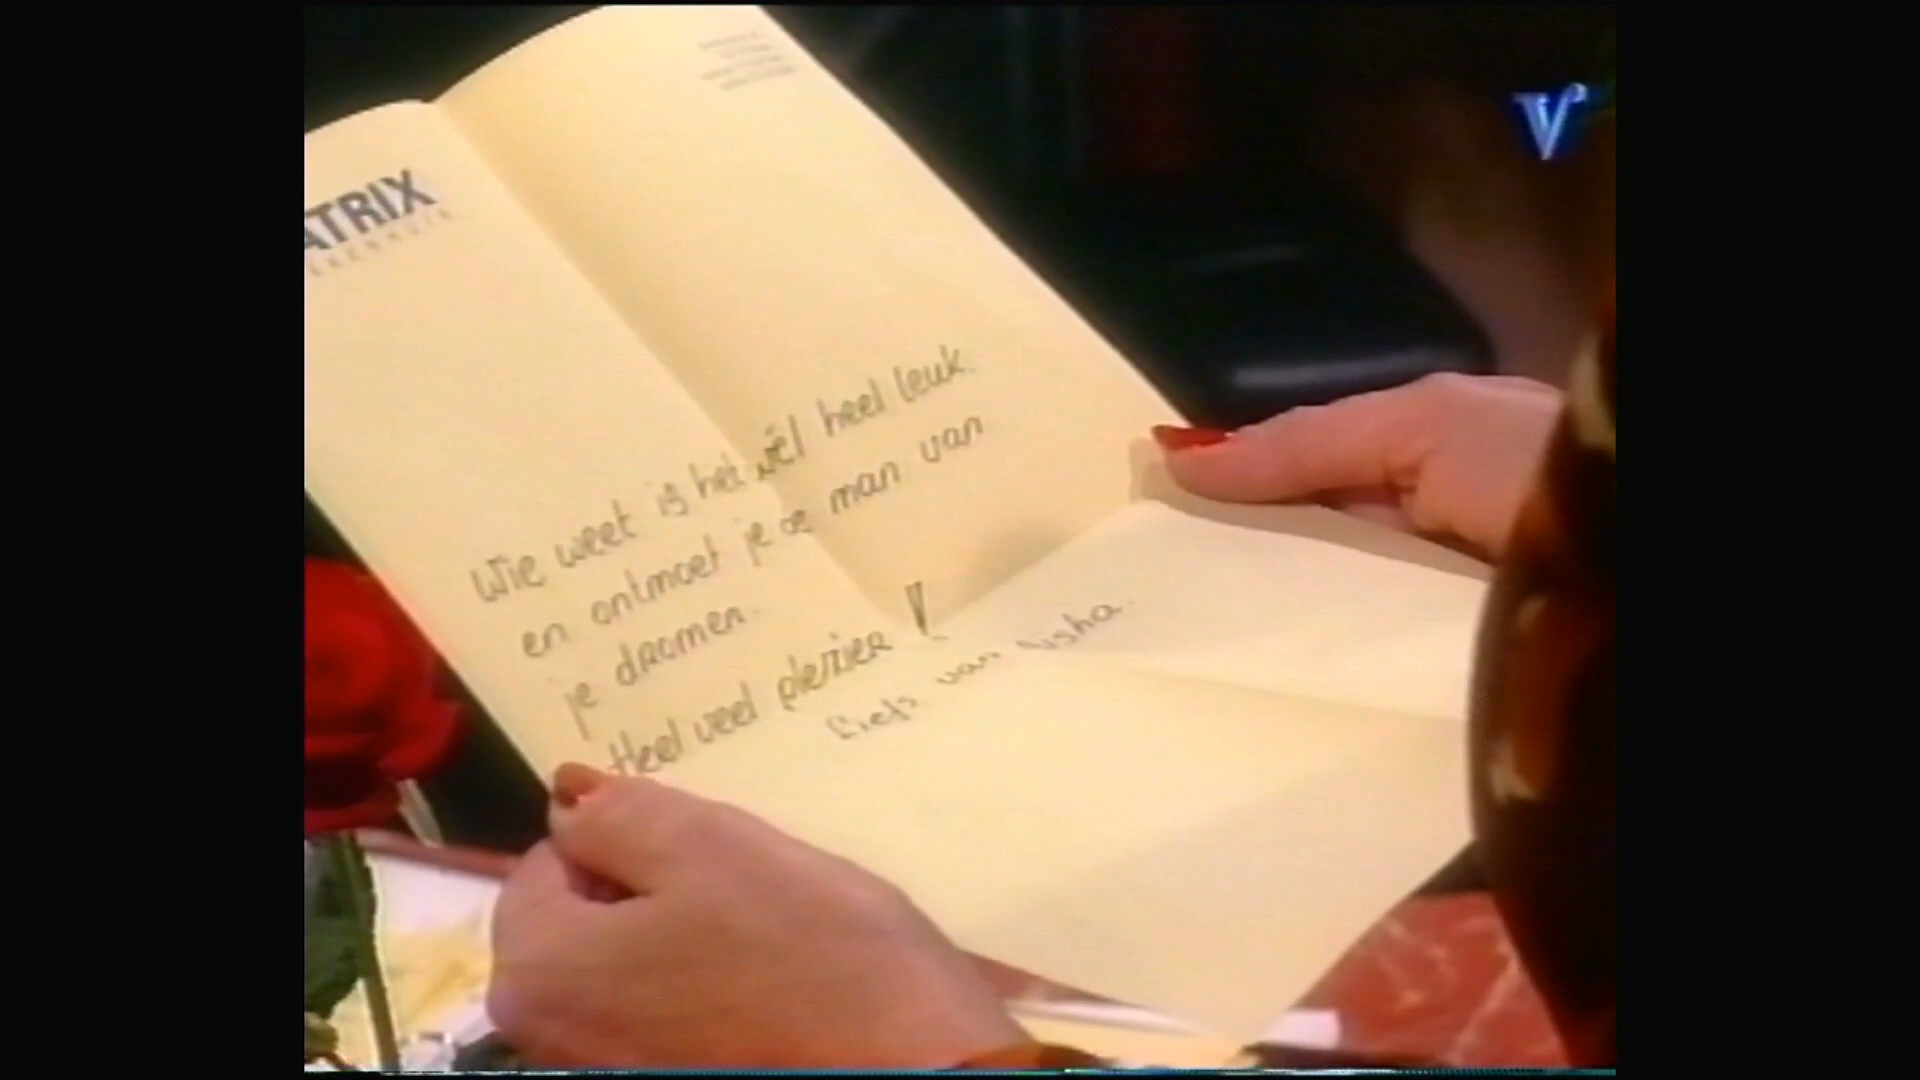 ATRIX
Wie weet is het wél heel leuk.
en ontmoet je de man van
je dromen.
Heel veel plezier!
Liefs van Nisha.
V